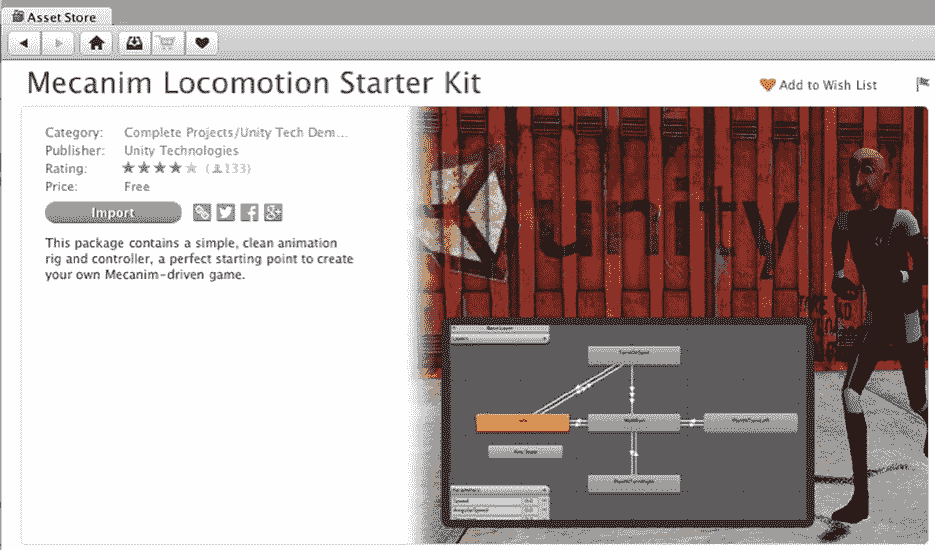 Asset Store
Mecanim Locomotion Starter Kit
Add to Wish List
Category: Complete Projects/Unity Tech Dem...
Publisher: Unity Technologies
Rating: (133)
Price: Free
Import
This package contains a simple, clean animation
rig and controller, a perfect starting point to create
your own Mecanim-driven game.
unity